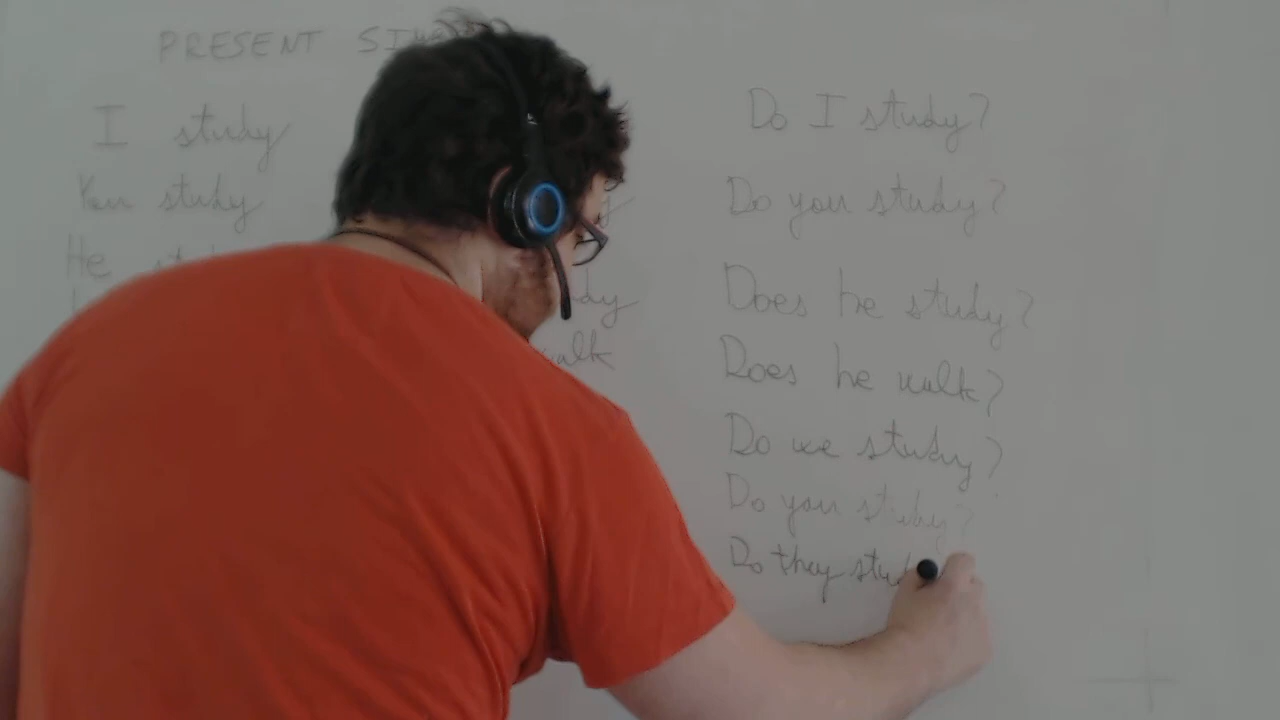 PRESENT
I study
You study
He
walk
Do I study?
Do you study?
Does he study?
Does he walk?
Do we study?
Do you study?
Do they